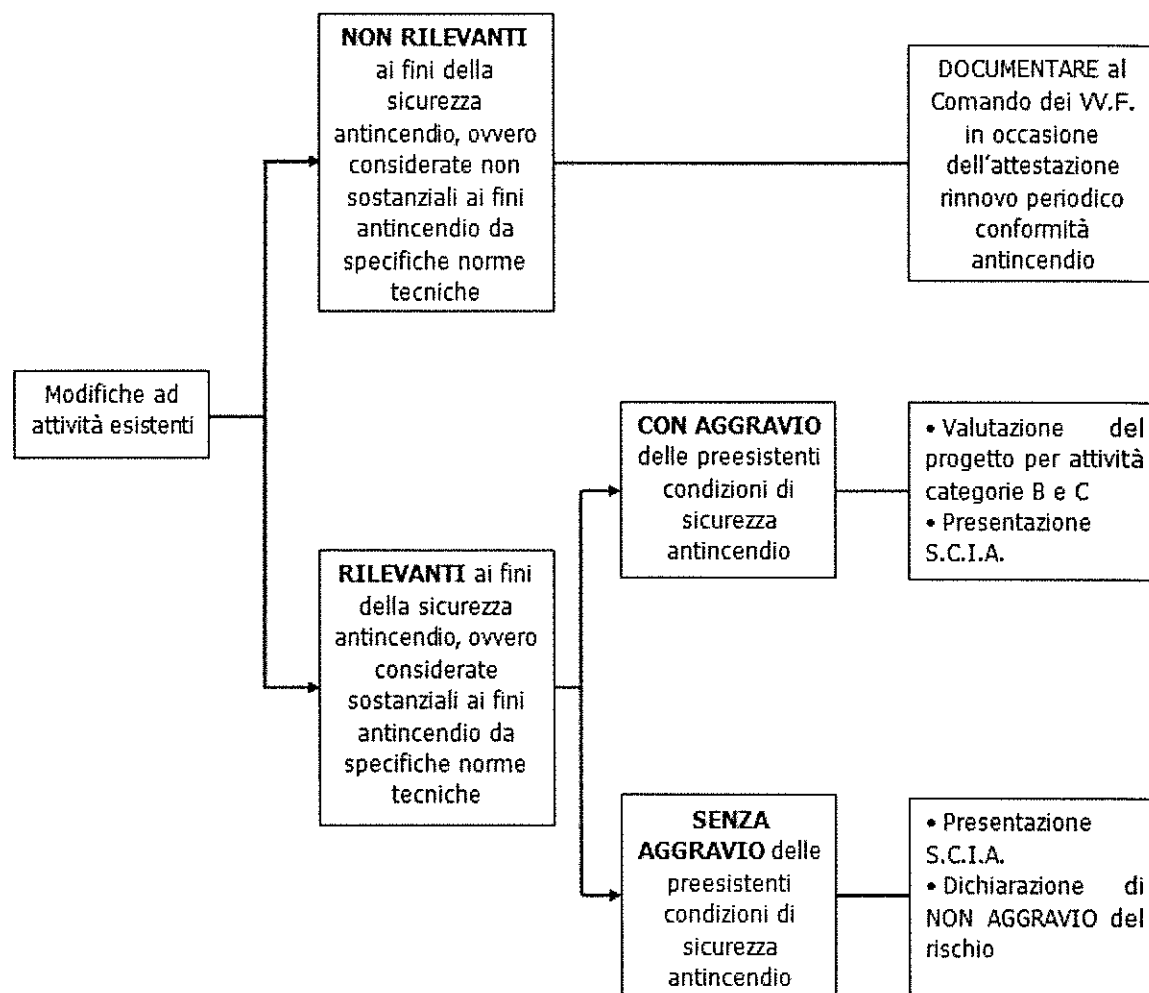 NON RILEVANTI
ai fini della
sicurezza
antincendio, ovvero
considerate non
sostanziali ai fini
antincendio da
specifiche norme
tecniche
DOCUMENTARE al
Comando dei VV.F.
in occasione
dell'attestazione
rinnovo periodico
conformità
antincendio
Modifiche ad
attività esistenti
CON AGGRAVIO
delle preesistenti
condizioni di
sicurezza
antincendio
• Valutazione del
progetto per attività
categorie B e C
• Presentazione
S.C.I.A.
RILEVANTI ai fini
della sicurezza
antincendio, ovvero
considerate
sostanziali ai fini
antincendio da
specifiche norme
tecniche
SENZA
AGGRAVIO delle
preesistenti
condizioni di
sicurezza
antincendio
• Presentazione
S.C.I.A.
• Dichiarazione di
NON AGGRAVIO del
rischio